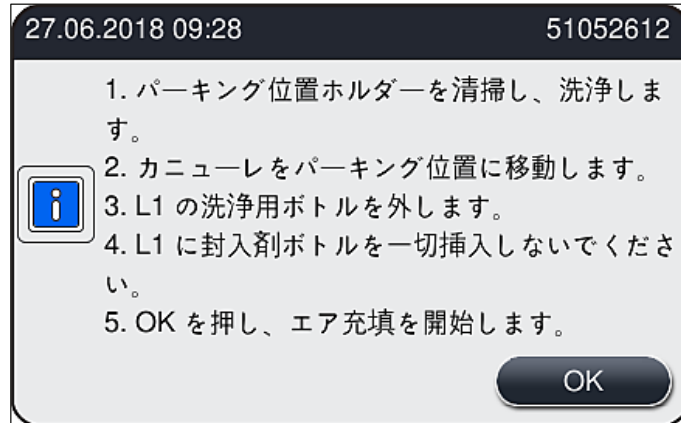 27.06.2018 09:28 51052612
1. パーキング位置ホルダーを清掃し、洗浄しま
す。
2. カニューレをパーキング位置に移動します。
3. L1 の洗浄用ボトルを外します。
4. L1 に封入剤ボトルを一切挿入しないでくださ
い。
5. OK を押し、エア充填を開始します。
OK